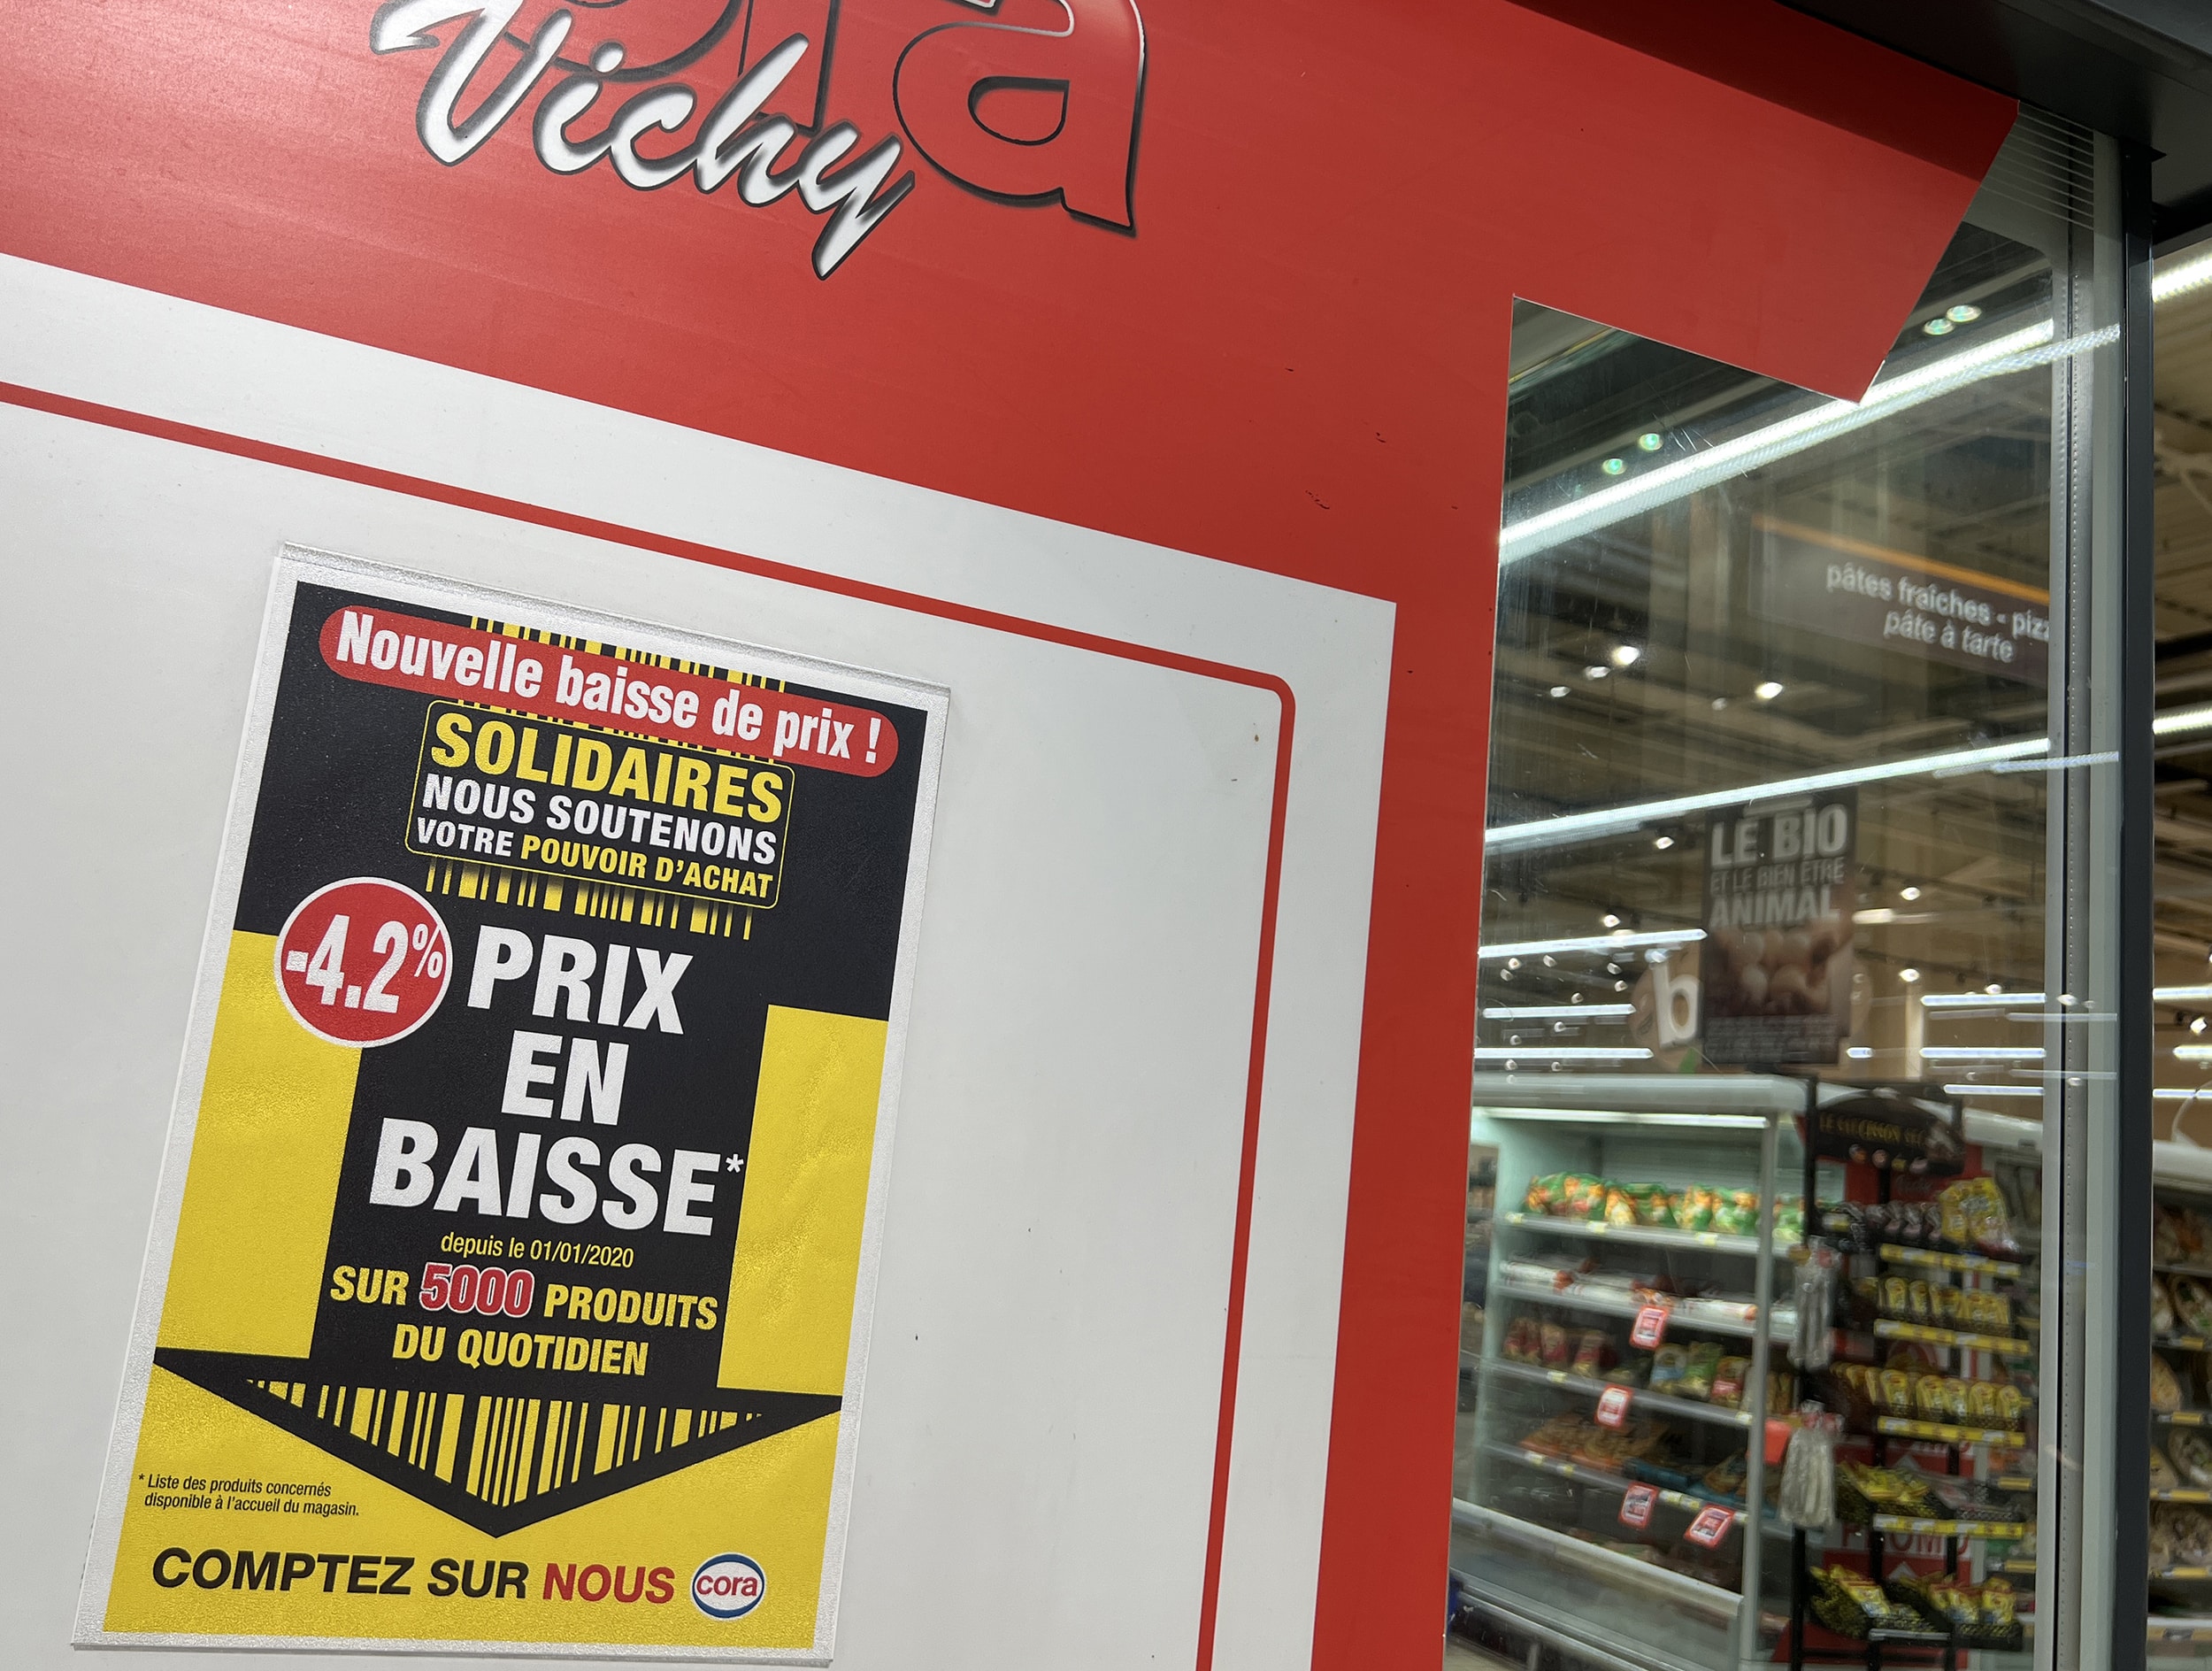 Vichy
Nouvelle baisse de prix !
SOLIDAIRES
NOUS SOUTENONS
VOTRE POUVOIR D'ACHAT
-4.2%
PRIX
EN
BAISSE*
depuis le 01/01/2020
SUR 5000 PRODUITS
DU QUOTIDIEN
* Liste des produits concernés
disponible à l'accueil du magasin.
COMPTEZ SUR NOUS
cora
pâtes fraîches - piz
pâte à tarte
LE BIO
ET LE BIEN ÊTRE
ANIMAL
b